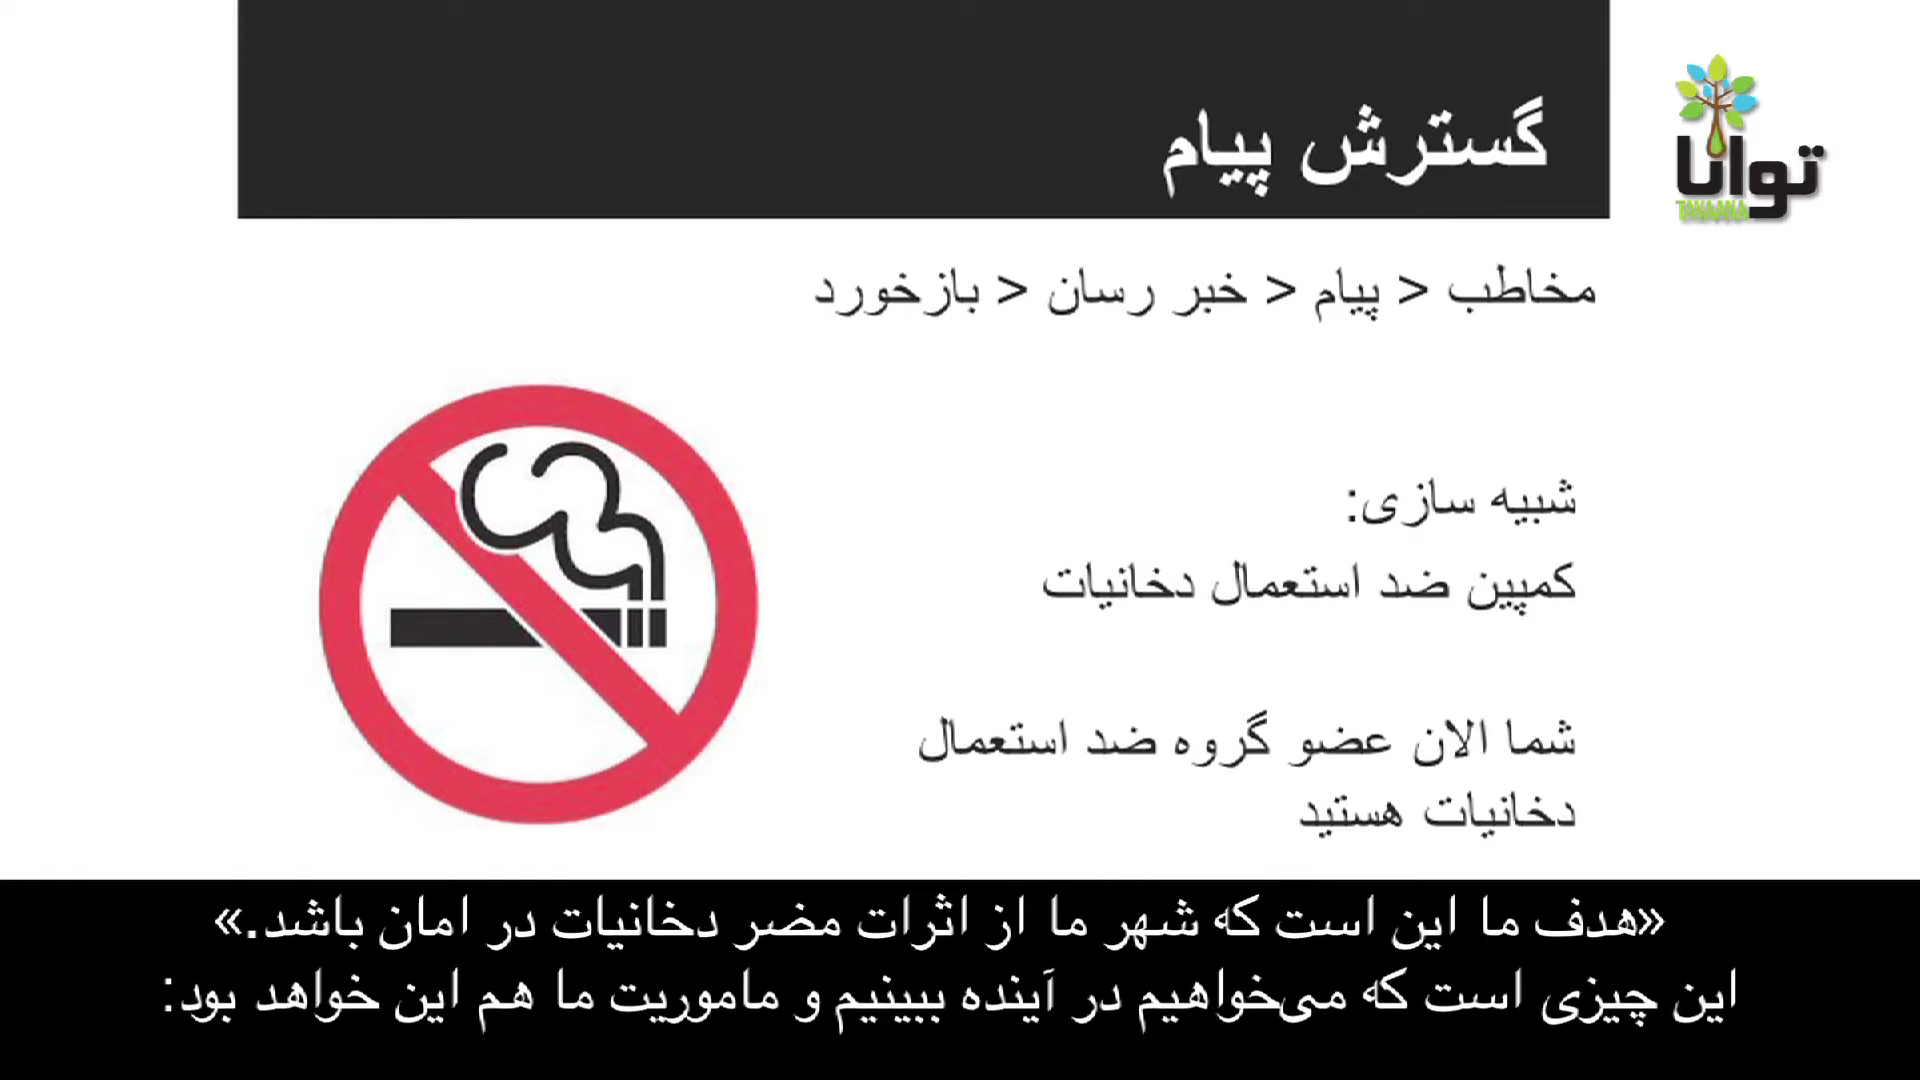 گسترش پیام
توانا
TAVAANA
مخاطب > پیام > خبر رسان > بازخورد
شبیه سازی:
کمپین ضد استعمال دخانیات
شما الان عضو گروه ضد استعمال
دخانیات هستید
«هدف ما این است که شهر ما از اثرات مضر دخانیات در امان باشد.»
این چیزی است که می‌خواهیم در آینده ببینیم و ماموریت ما هم این خواهد بود: